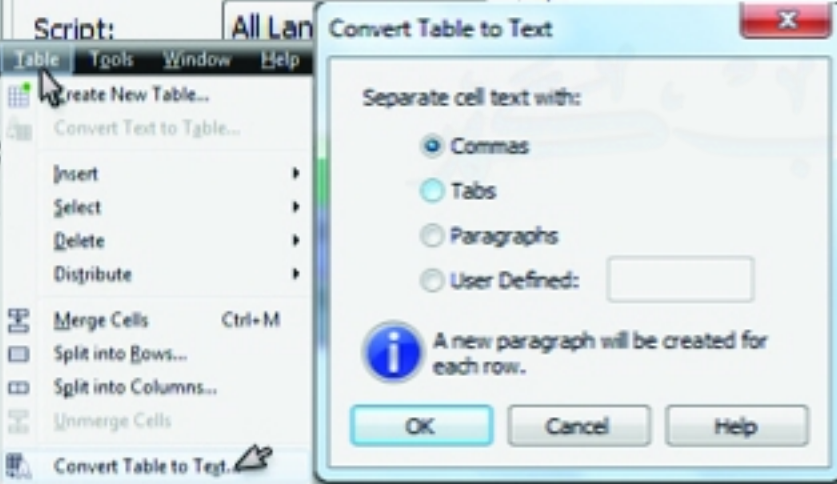 Script:
All Lan
Table Tools Window Help
Create New Table...
Convert Text to Table...
Insert
Select
Delete
Distribute
Merge Cells Ctrl+M
Split into Rows...
Split into Columns...
Unmerge Cells
Convert Table to Text...
Convert Table to Text
Separate cell text with:
Commas
Tabs
Paragraphs
User Defined:
A new paragraph will be created for
each row.
OK
Cancel
Help